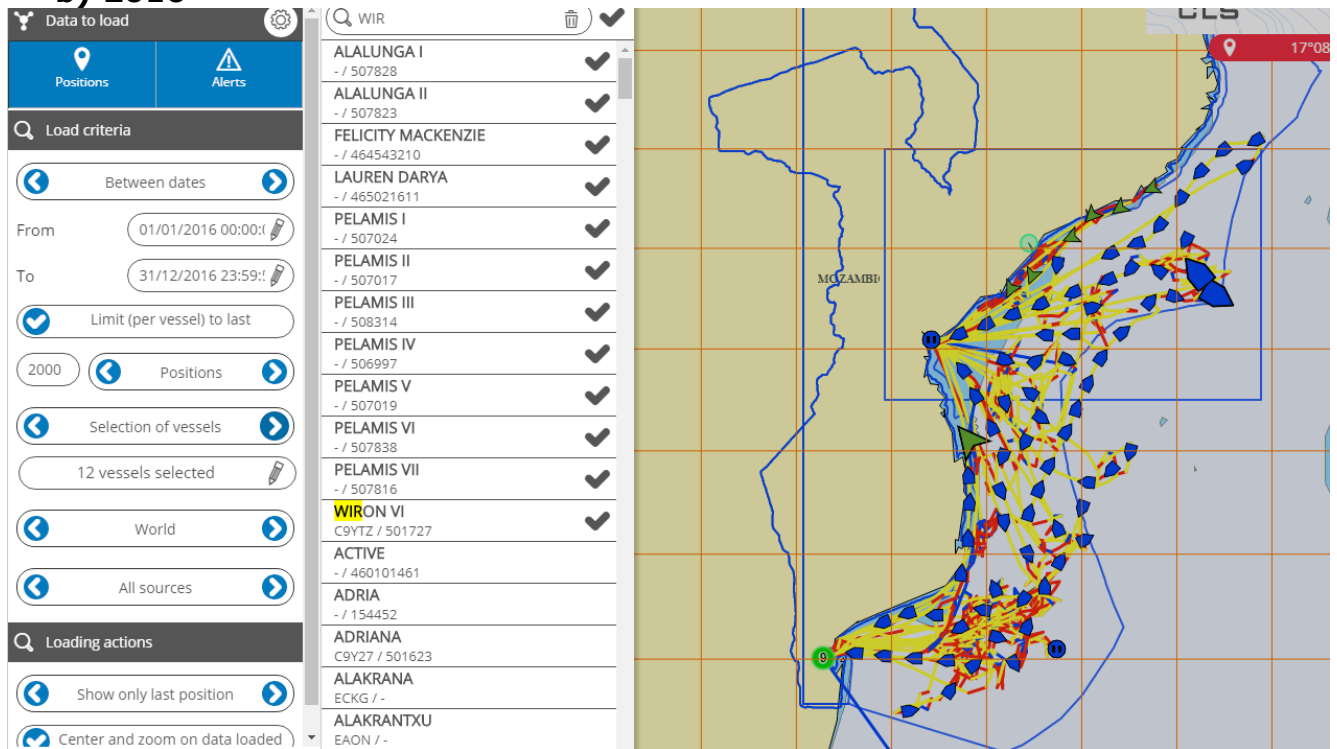 b) 2016
Data to load
Positions
Alerts
Load criteria
Between dates
From
01/01/2016 00:00:(
To
31/12/2016 23:59:
Limit (per vessel) to last
2000
Positions
Selection of vessels
12 vessels selected
World
All sources
Loading actions
Show only last position
Center and zoom on data loaded
WIR
ALALUNGA I
- / 507828
ALALUNGA II
- / 507823
FELICITY MACKENZIE
- / 464543210
LAUREN DARYA
- / 465021611
PELAMIS I
- / 507024
PELAMIS II
- / 507017
PELAMIS III
- / 508314
PELAMIS IV
- / 506997
PELAMIS V
- / 507019
PELAMIS VI
- / 507838
PELAMIS VII
- / 507816
WIRON VI
C9YTZ / 501727
ACTIVE
- / 460101461
ADRIA
- / 154452
ADRIANA
C9Y27 / 501623
ALAKRANA
ECKG / -
ALAKRANTXU
EAON / -
CLS
17°08
MOZAMBI
9
2